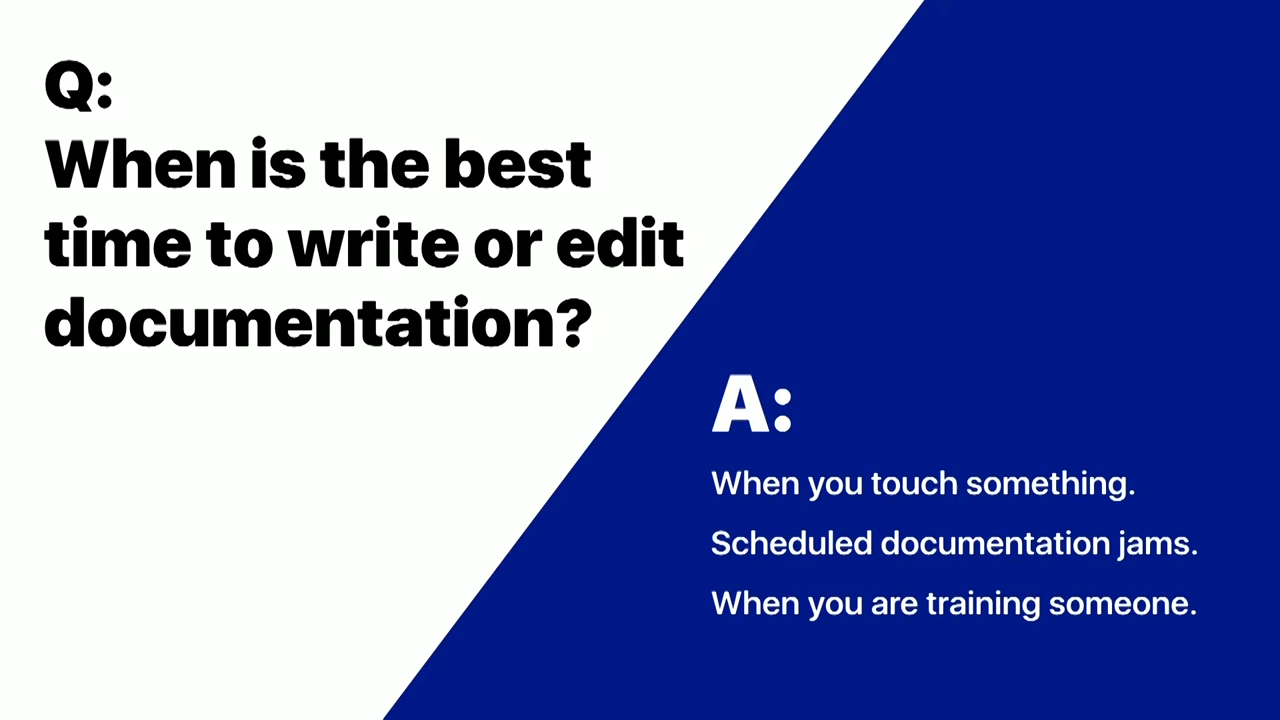 Q:
When is the best
time to write or edit
documentation?
A:
When you touch something.
Scheduled documentation jams.
When you are training someone.